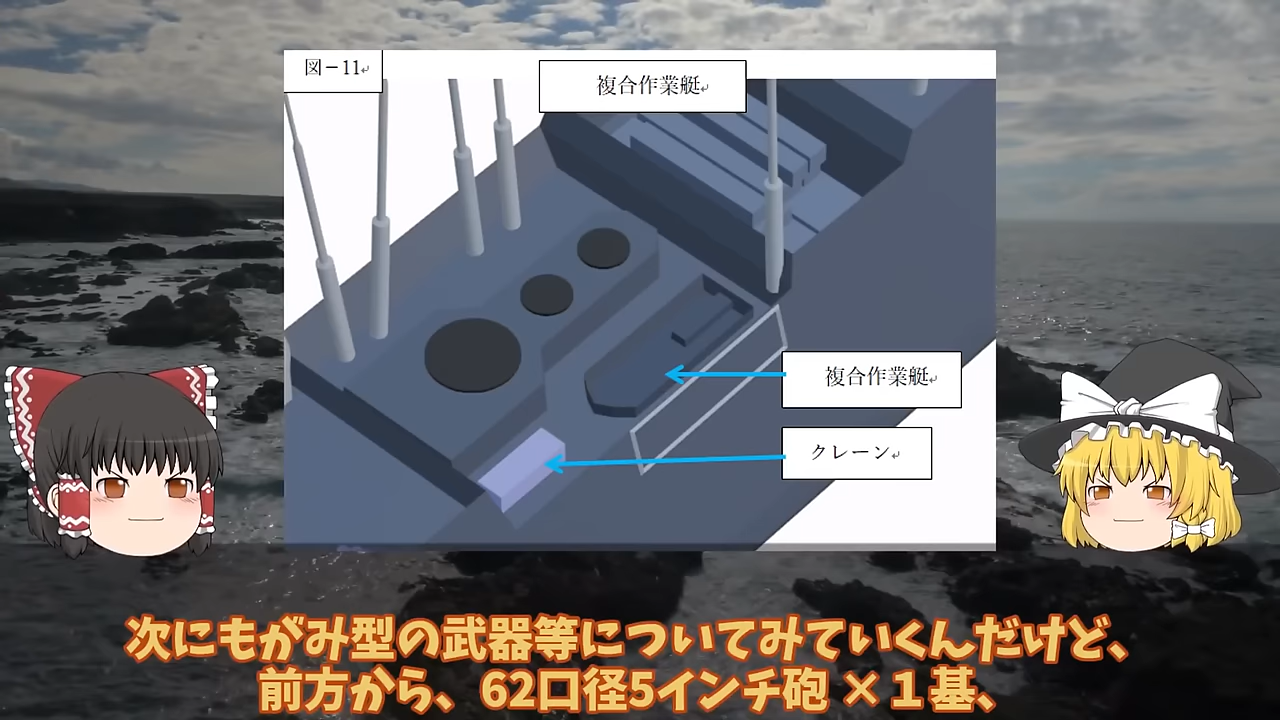 図－11
複合作業艇
複合作業艇
クレーン
次にもがみ型の武器等についてみていくんだけど、
前方から、62口径5インチ砲 ×１基、